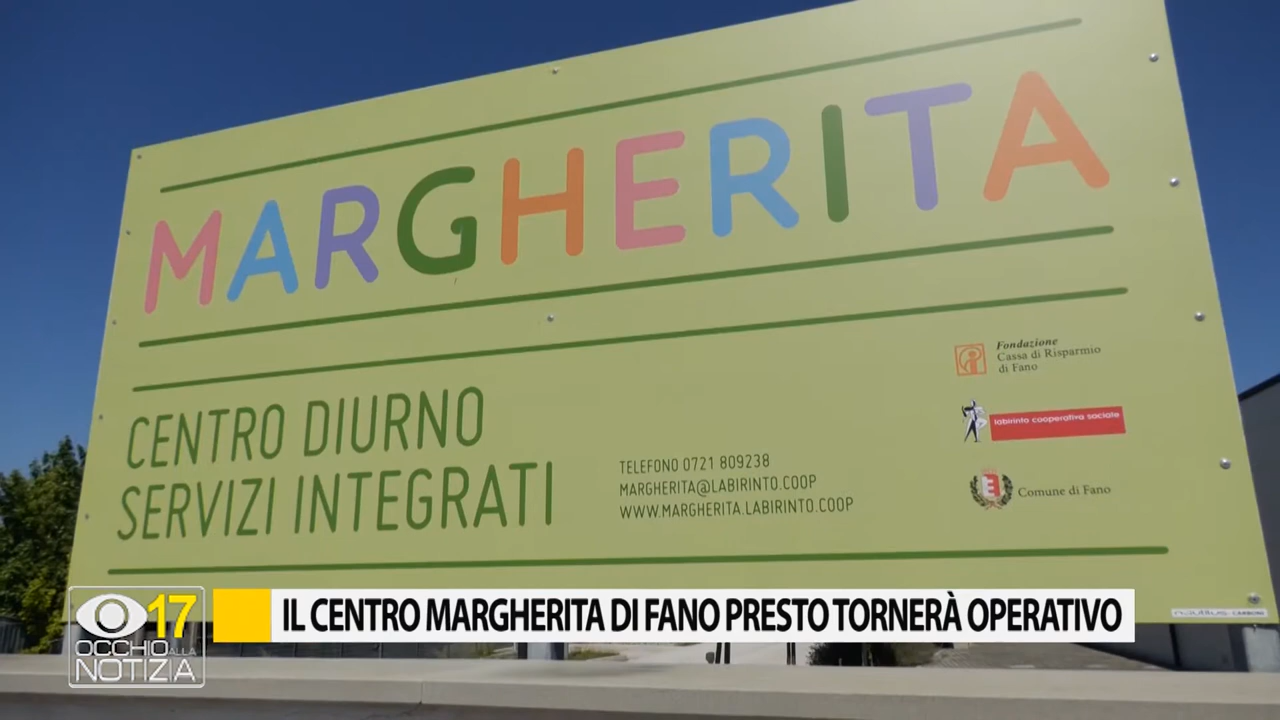 MARGHERITA
CENTRO DIURNO
SERVIZI INTEGRATI
TELEFONO 0721 809238
MARGHERITA@LABIRINTO.COOP
WWW.MARGHERITA.LABIRINTO.COOP
Fondazione
Cassa di Risparmio
di Fano
labirinto cooperativa sociale
Comune di Fano
nautilus - CARBONI
17
OCCHIO ALLA
NOTIZIA
IL CENTRO MARGHERITA DI FANO PRESTO TORNERÀ OPERATIVO